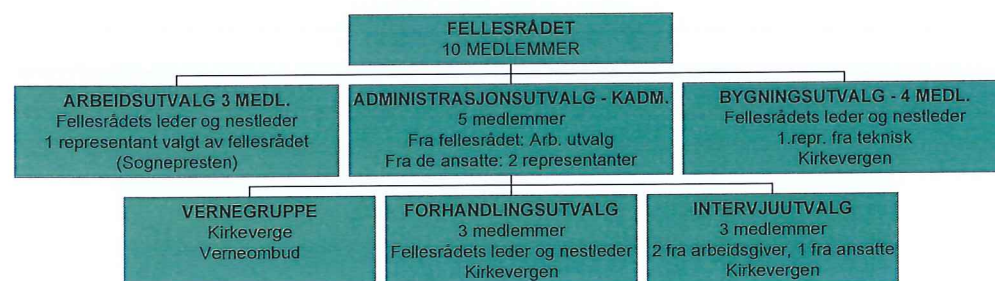 FELLESRÅDET
10 MEDLEMMER
ARBEIDSUTVALG 3 MEDL.
Fellesrådets leder og nestleder
1 representant valgt av fellesrådet
(Sognepresten)
ADMINISTRASJONSUTVALG - KADM.
5 medlemmer
Fra fellesrådet: Arb. utvalg
Fra de ansatte: 2 representanter
BYGNINGSUTVALG - 4 MEDL.
Fellesrådets leder og nestleder
1.repr. fra teknisk
Kirkevergen
VERNEGRUPPE
Kirkeverge
Verneombud
FORHANDLINGSUTVALG
3 medlemmer
Fellesrådets leder og nestleder
Kirkevergen
INTERVJUUTVALG
3 medlemmer
2 fra arbeidsgiver, 1 fra ansatte
Kirkevergen